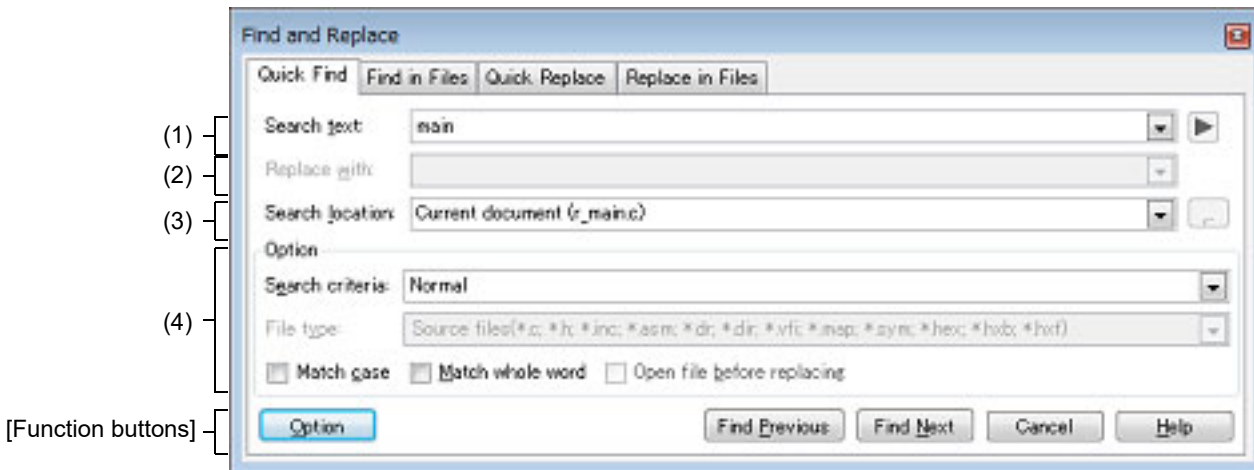 Find and Replace
Quick Find Find in Files Quick Replace Replace in Files
(1) Search text: main
(2) Replace with:
(3) Search location: Current document (r_main.c)
Option
Search criteria: Normal
(4) File type: Source files(*.c; *.h; *.inc; *.asm; *.dr; *.dir; *.vfi; *.map; *.sym; *.hex; *.hxb; *.hxf)
Match case Match whole word Open file before replacing
[Function buttons] Option Find Previous Find Next Cancel Help